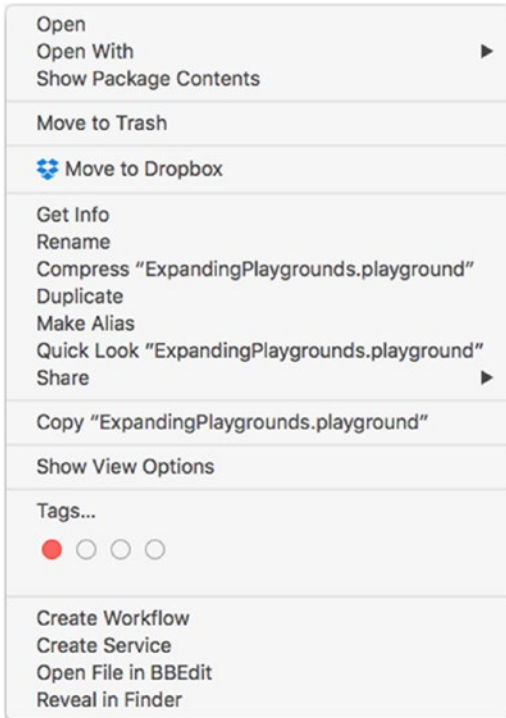 Open
Open With
Show Package Contents
Move to Trash
Move to Dropbox
Get Info
Rename
Compress “ExpandingPlaygrounds.playground”
Duplicate
Make Alias
Quick Look “ExpandingPlaygrounds.playground”
Share
Copy “ExpandingPlaygrounds.playground”
Show View Options
Tags...
Create Workflow
Create Service
Open File in BBEdit
Reveal in Finder